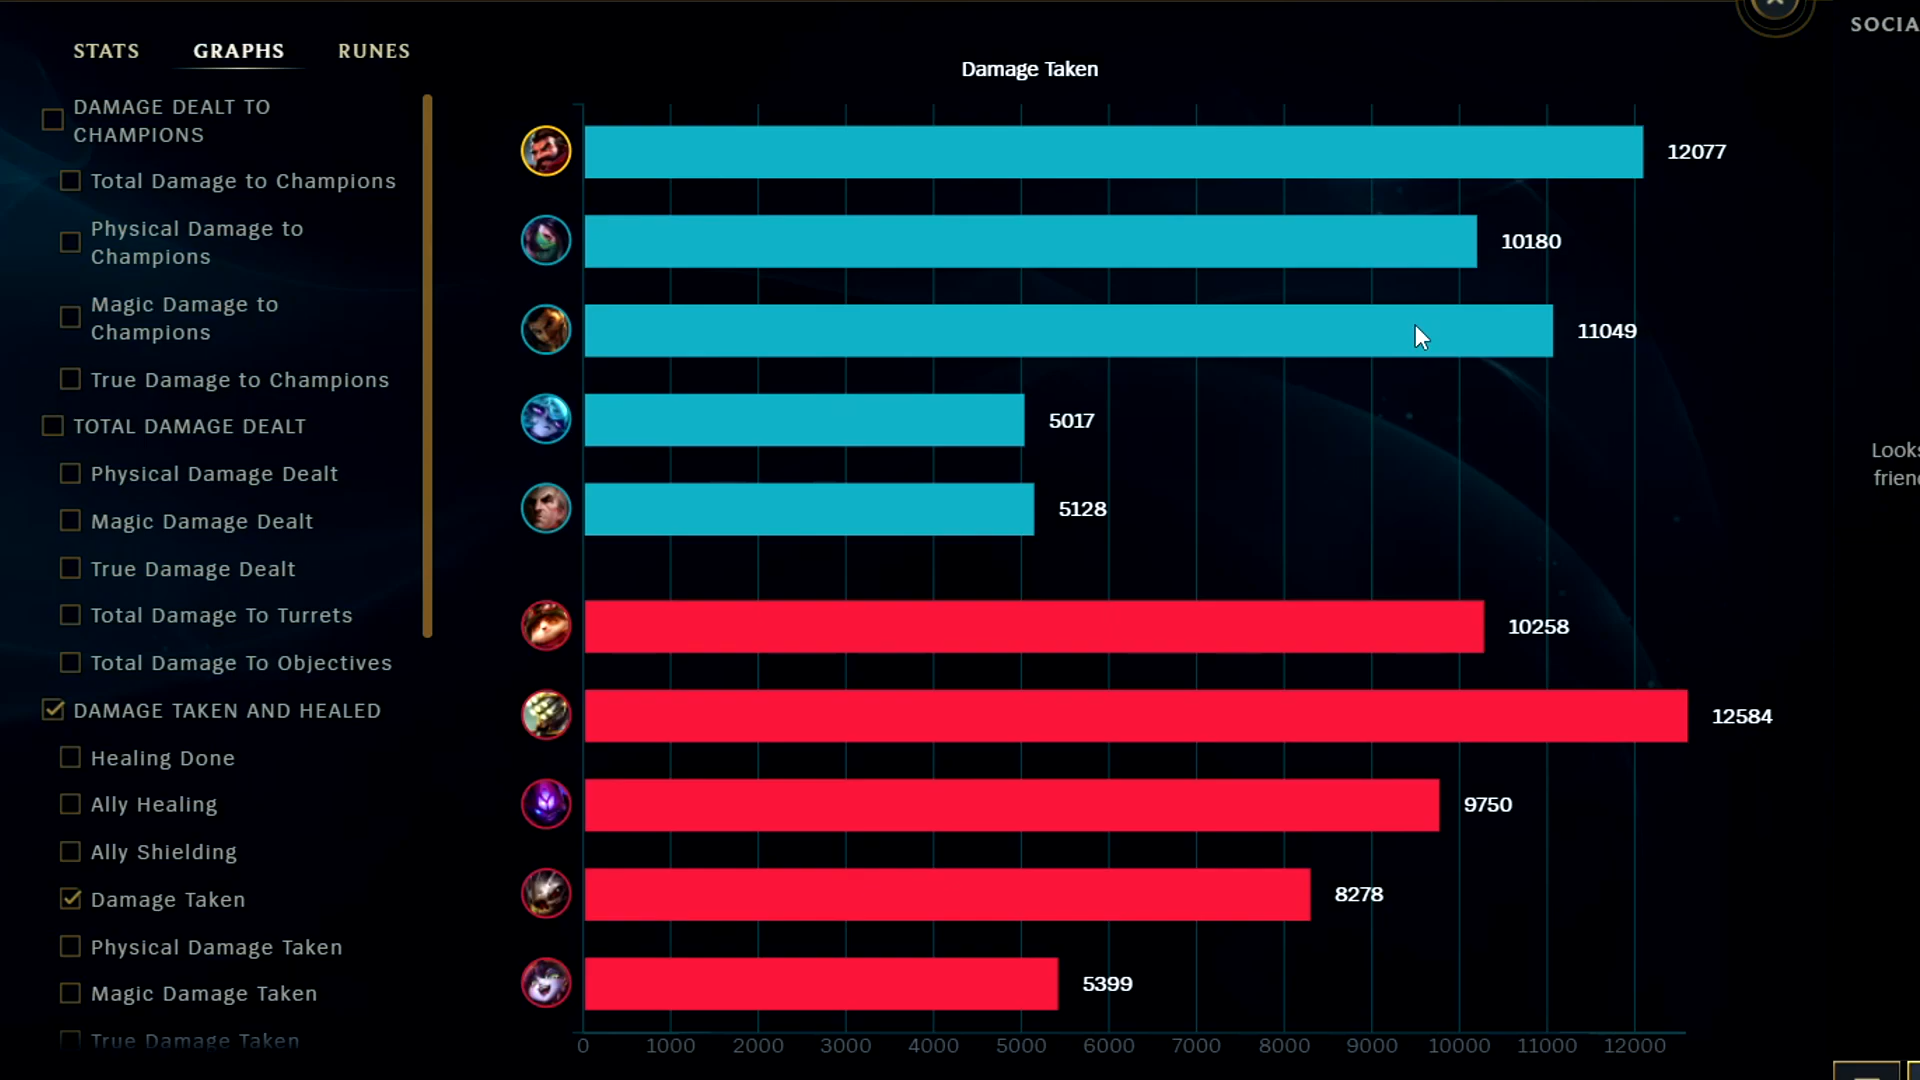 STATS GRAPHS RUNES
SOCIA
Damage Taken
DAMAGE DEALT TO
CHAMPIONS
Total Damage to Champions
Physical Damage to
Champions
Magic Damage to
Champions
True Damage to Champions
TOTAL DAMAGE DEALT
Physical Damage Dealt
Magic Damage Dealt
True Damage Dealt
Total Damage To Turrets
Total Damage To Objectives
DAMAGE TAKEN AND HEALED
Healing Done
Ally Healing
Ally Shielding
Damage Taken
Physical Damage Taken
Magic Damage Taken
True Damage Taken
12077
10180
11049
5017
5128
10258
12584
9750
8278
5399
0 1000 2000 3000 4000 5000 6000 7000 8000 9000 10000 11000 12000
Looks
frien